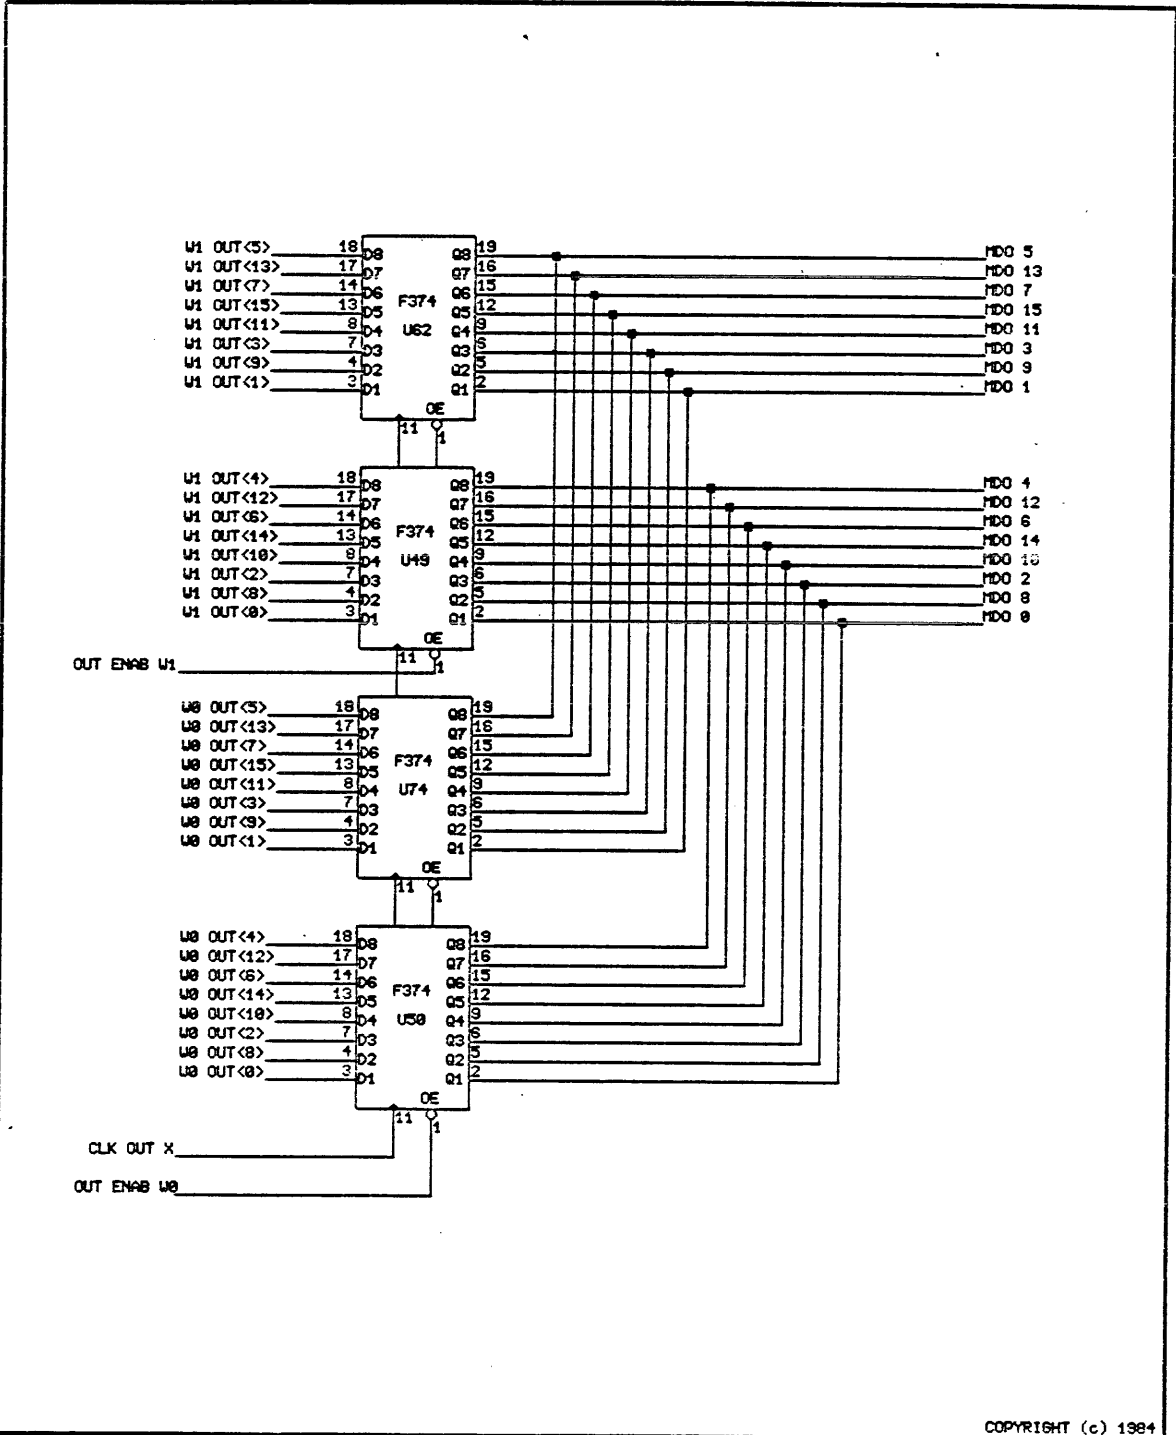 W1 OUT<5> 18 D8 Q8 19 MDO 5
W1 OUT<13> 17 D7 Q7 16 MDO 13
W1 OUT<7> 14 D6 Q6 15 MDO 7
W1 OUT<15> 13 D5 F374 Q5 12 MDO 15
W1 OUT<11> 8 D4 U62 Q4 9 MDO 11
W1 OUT<3> 7 D3 Q3 6 MDO 3
W1 OUT<9> 4 D2 Q2 5 MDO 9
W1 OUT<1> 3 D1 Q1 2 MDO 1
OE
11 1
W1 OUT<4> 18 D8 Q8 19 MDO 4
W1 OUT<12> 17 D7 Q7 16 MDO 12
W1 OUT<6> 14 D6 F374 Q6 15 MDO 6
W1 OUT<14> 13 D5 Q5 12 MDO 14
W1 OUT<10> 8 D4 U49 Q4 9 MDO 10
W1 OUT<2> 7 D3 Q3 6 MDO 2
W1 OUT<8> 4 D2 Q2 5 MDO 8
W1 OUT<0> 3 D1 Q1 2 MDO 0
OE
OUT ENAB W1 11 1
W0 OUT<5> 18 D8 Q8 19
W0 OUT<13> 17 D7 Q7 16
W0 OUT<7> 14 D6 F374 Q6 15
W0 OUT<15> 13 D5 Q5 12
W0 OUT<11> 8 D4 U74 Q4 9
W0 OUT<3> 7 D3 Q3 6
W0 OUT<9> 4 D2 Q2 5
W0 OUT<1> 3 D1 Q1 2
OE
11 1
W0 OUT<4> 18 D8 Q8 19
W0 OUT<12> 17 D7 Q7 16
W0 OUT<6> 14 D6 F374 Q6 15
W0 OUT<14> 13 D5 Q5 12
W0 OUT<10> 8 D4 U50 Q4 9
W0 OUT<2> 7 D3 Q3 6
W0 OUT<8> 4 D2 Q2 5
W0 OUT<0> 3 D1 Q1 2
OE
11 1
CLK OUT X
OUT ENAB W0
COPYRIGHT (c) 1984